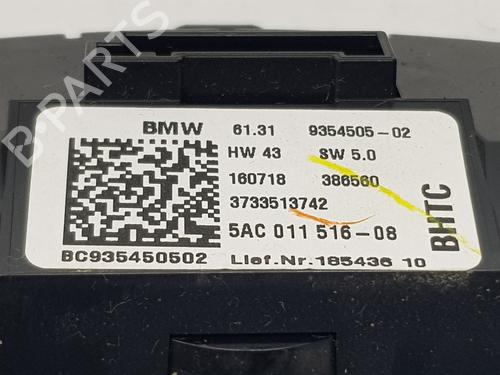 B-PARTS
BMW 61.31 9354505-02
HW 43 SW 5.0
160718 386560
3733513742
5AC 011 516-08
BC935450502 Lief.Nr.185436 10
BHTC